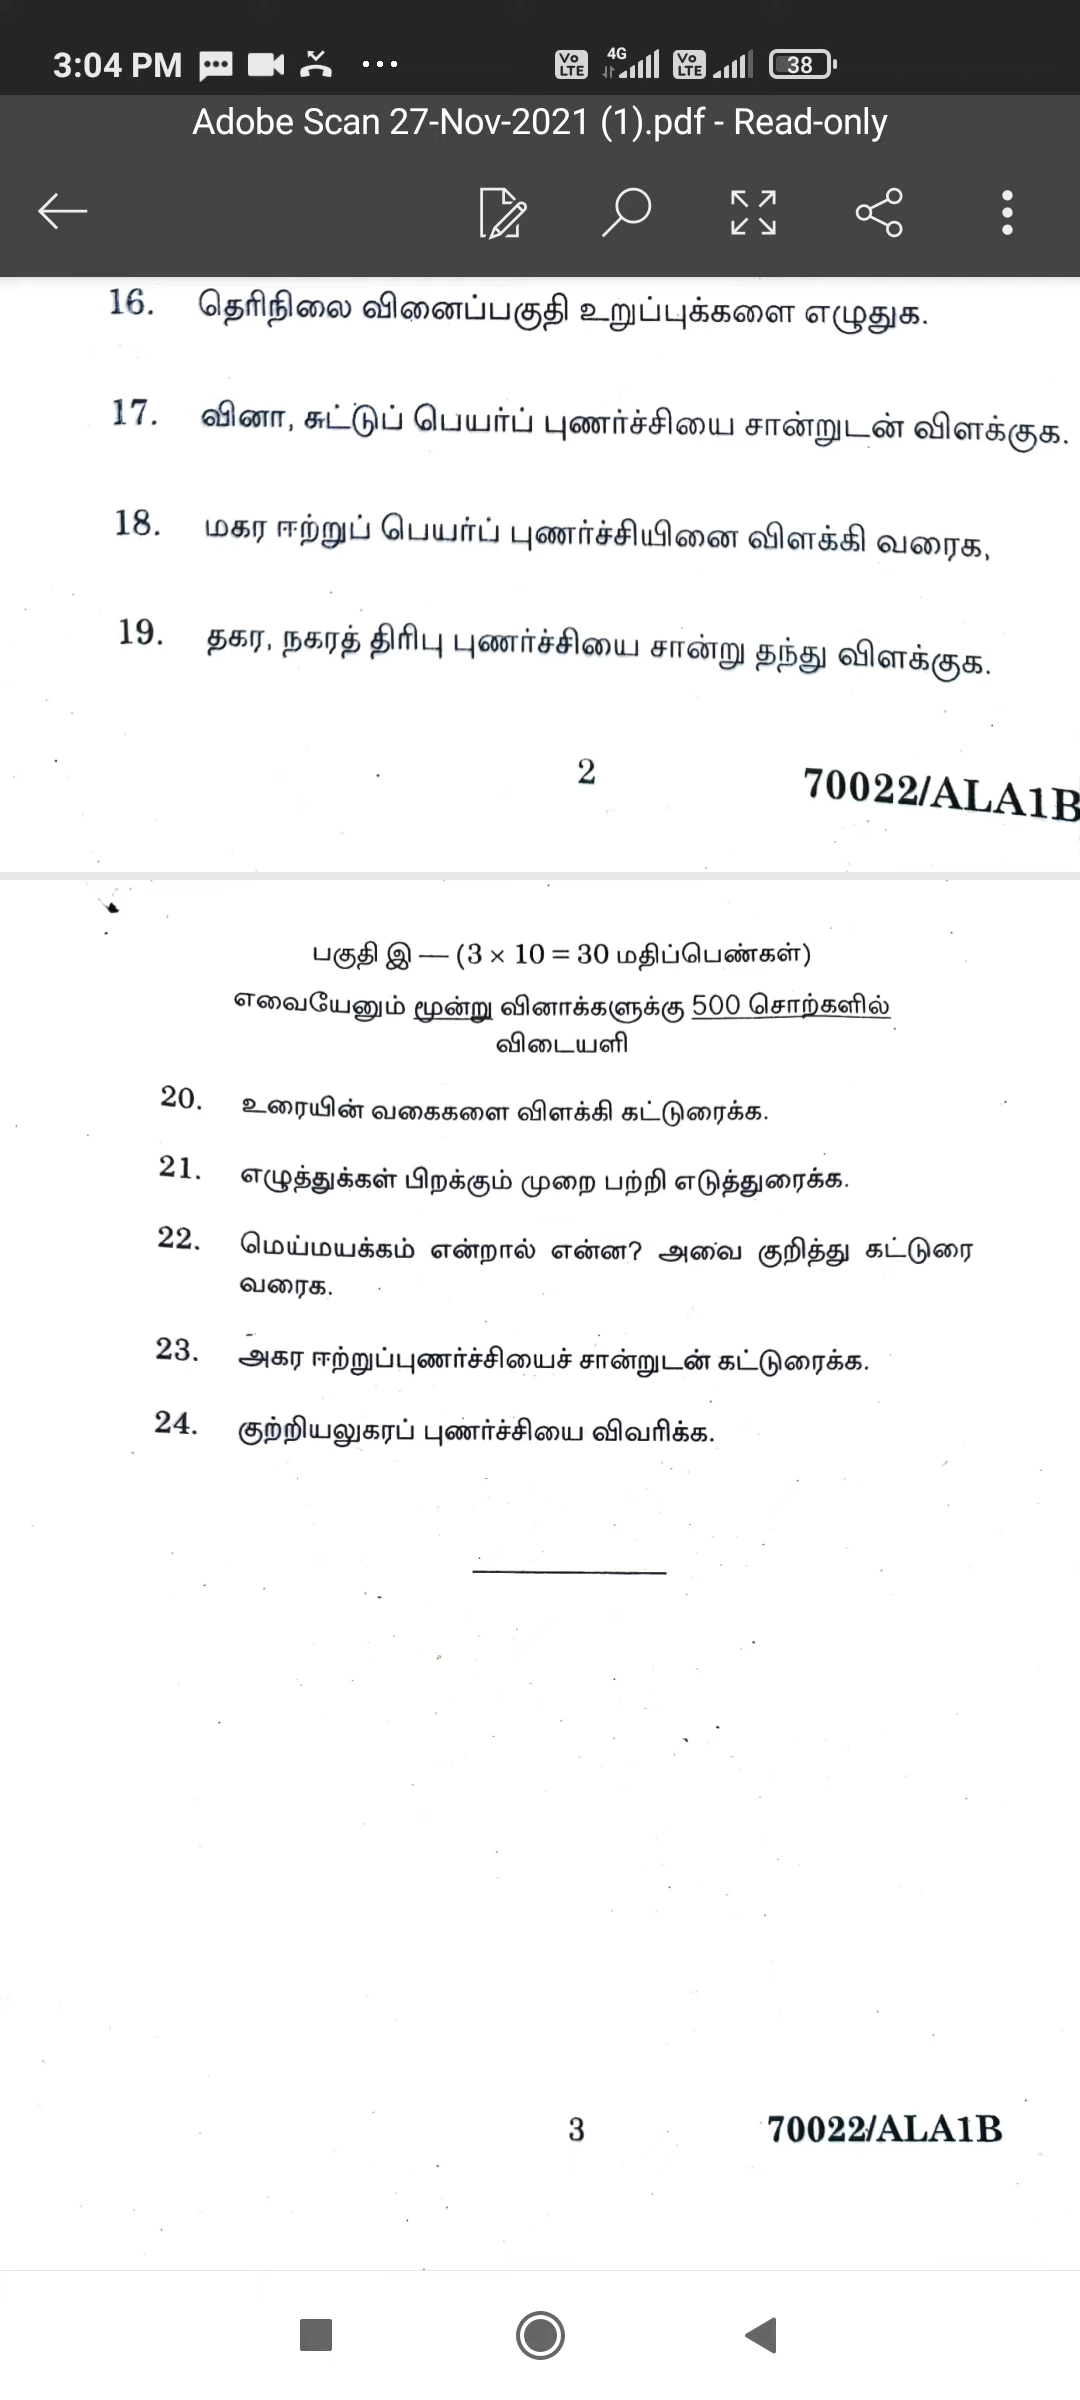 3:04 PM ... Vo LTE 4G Vo LTE 38
Adobe Scan 27-Nov-2021 (1).pdf - Read-only
16. தெரிநிலை வினைப்பகுதி உறுப்புக்களை எழுதுக.
17. வினா, சுட்டுப் பெயர்ப் புணர்ச்சியை சான்றுடன் விளக்குக.
18. மகர ஈற்றுப் பெயர்ப் புணர்ச்சியினை விளக்கி வரைக,
19. தகர, நகரத் திரிபு புணர்ச்சியை சான்று தந்து விளக்குக.
2 70022/ALA1B
பகுதி இ — (3 × 10 = 30 மதிப்பெண்கள்)
எவையேனும் மூன்று வினாக்களுக்கு 500 சொற்களில்
விடையளி
20. உரையின் வகைகளை விளக்கி கட்டுரைக்க.
21. எழுத்துக்கள் பிறக்கும் முறை பற்றி எடுத்துரைக்க.
22. மெய்மயக்கம் என்றால் என்ன? அவை குறித்து கட்டுரை
வரைக.
23. அகர ஈற்றுப்புணர்ச்சியைச் சான்றுடன் கட்டுரைக்க.
24. குற்றியலுகரப் புணர்ச்சியை விவரிக்க.
3 70022/ALA1B